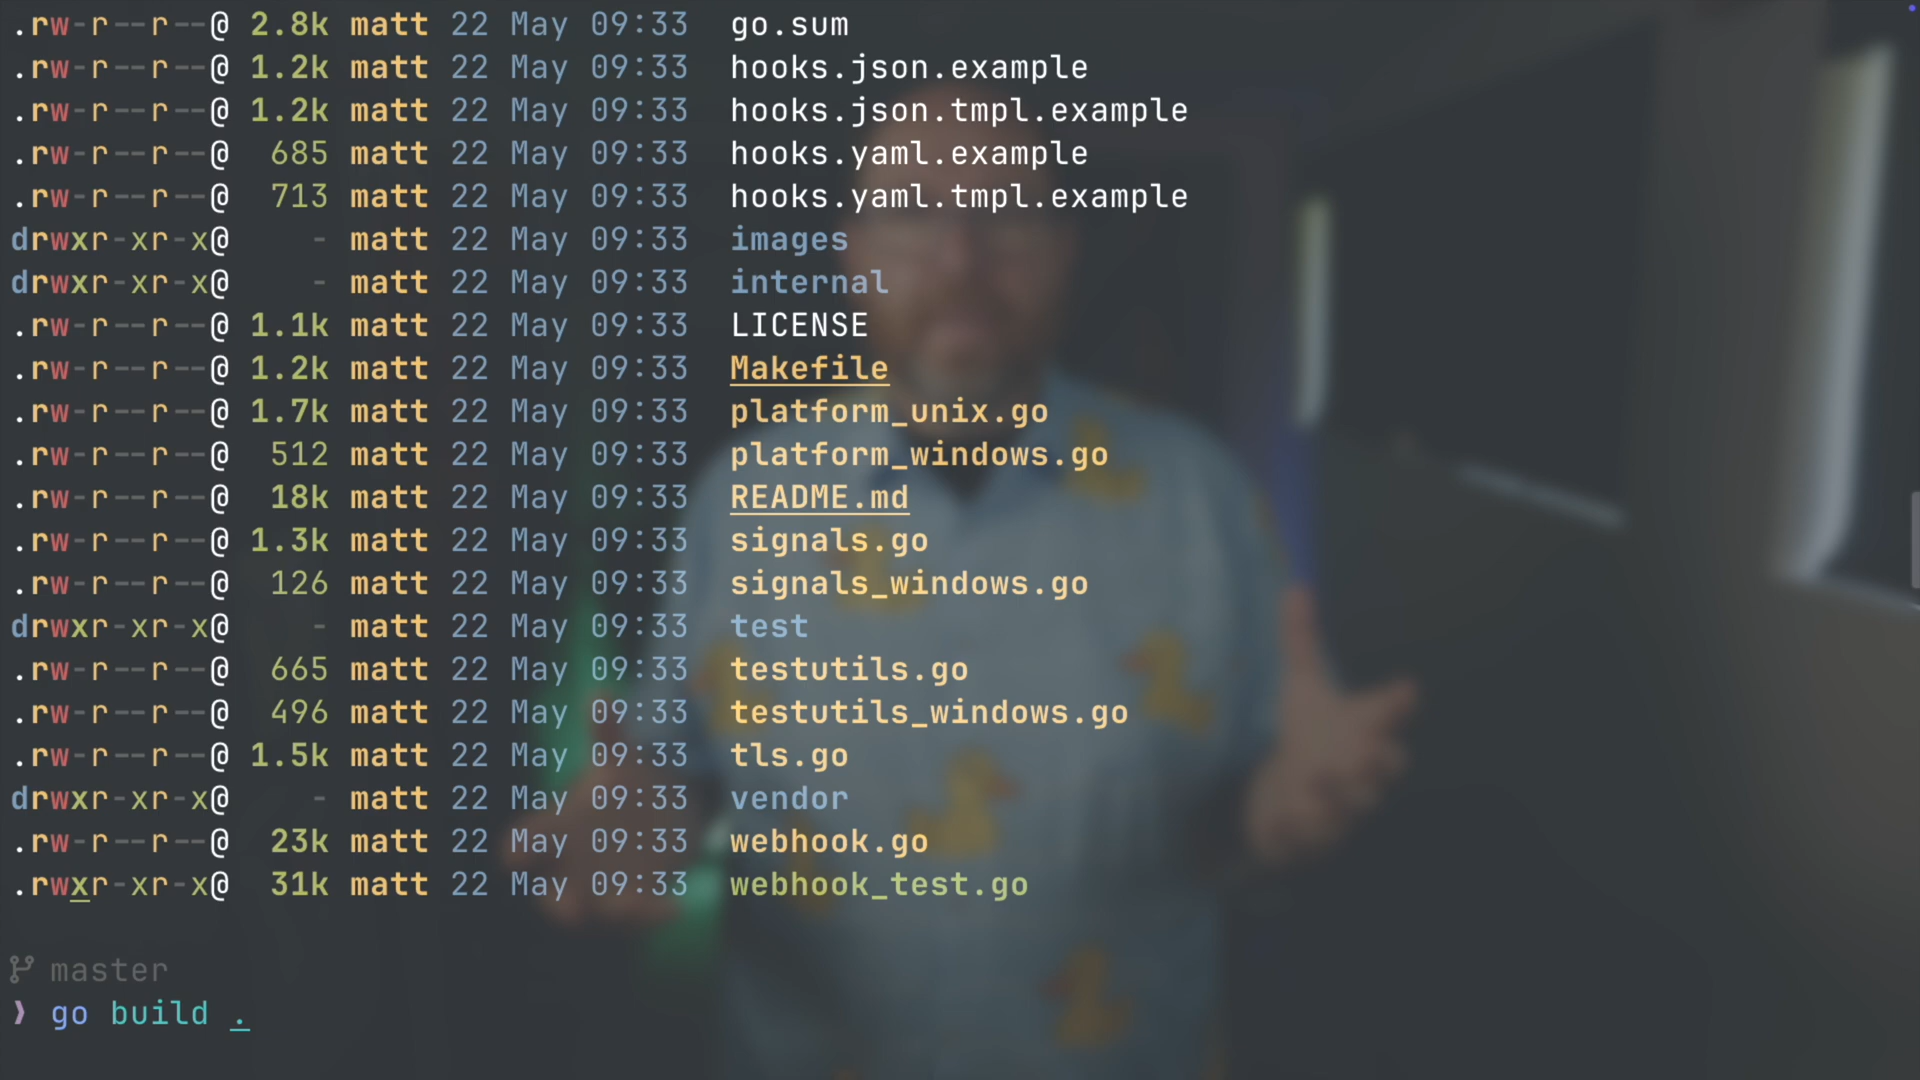 .rw-r--r--@ 2.8k matt 22 May 09:33 go.sum
.rw-r--r--@ 1.2k matt 22 May 09:33 hooks.json.example
.rw-r--r--@ 1.2k matt 22 May 09:33 hooks.json.tmpl.example
.rw-r--r--@ 685 matt 22 May 09:33 hooks.yaml.example
.rw-r--r--@ 713 matt 22 May 09:33 hooks.yaml.tmpl.example
drwxr-xr-x@ - matt 22 May 09:33 images
drwxr-xr-x@ - matt 22 May 09:33 internal
.rw-r--r--@ 1.1k matt 22 May 09:33 LICENSE
.rw-r--r--@ 1.2k matt 22 May 09:33 Makefile
.rw-r--r--@ 1.7k matt 22 May 09:33 platform_unix.go
.rw-r--r--@ 512 matt 22 May 09:33 platform_windows.go
.rw-r--r--@ 18k matt 22 May 09:33 README.md
.rw-r--r--@ 1.3k matt 22 May 09:33 signals.go
.rw-r--r--@ 126 matt 22 May 09:33 signals_windows.go
drwxr-xr-x@ - matt 22 May 09:33 test
.rw-r--r--@ 665 matt 22 May 09:33 testutils.go
.rw-r--r--@ 496 matt 22 May 09:33 testutils_windows.go
.rw-r--r--@ 1.5k matt 22 May 09:33 tls.go
drwxr-xr-x@ - matt 22 May 09:33 vendor
.rw-r--r--@ 23k matt 22 May 09:33 webhook.go
.rwxr-xr-x@ 31k matt 22 May 09:33 webhook_test.go
master
❯ go build .